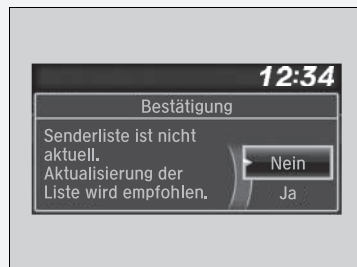 12:34
Bestätigung
Senderliste ist nicht
aktuell.
Aktualisierung der
Liste wird empfohlen.
Nein
Ja